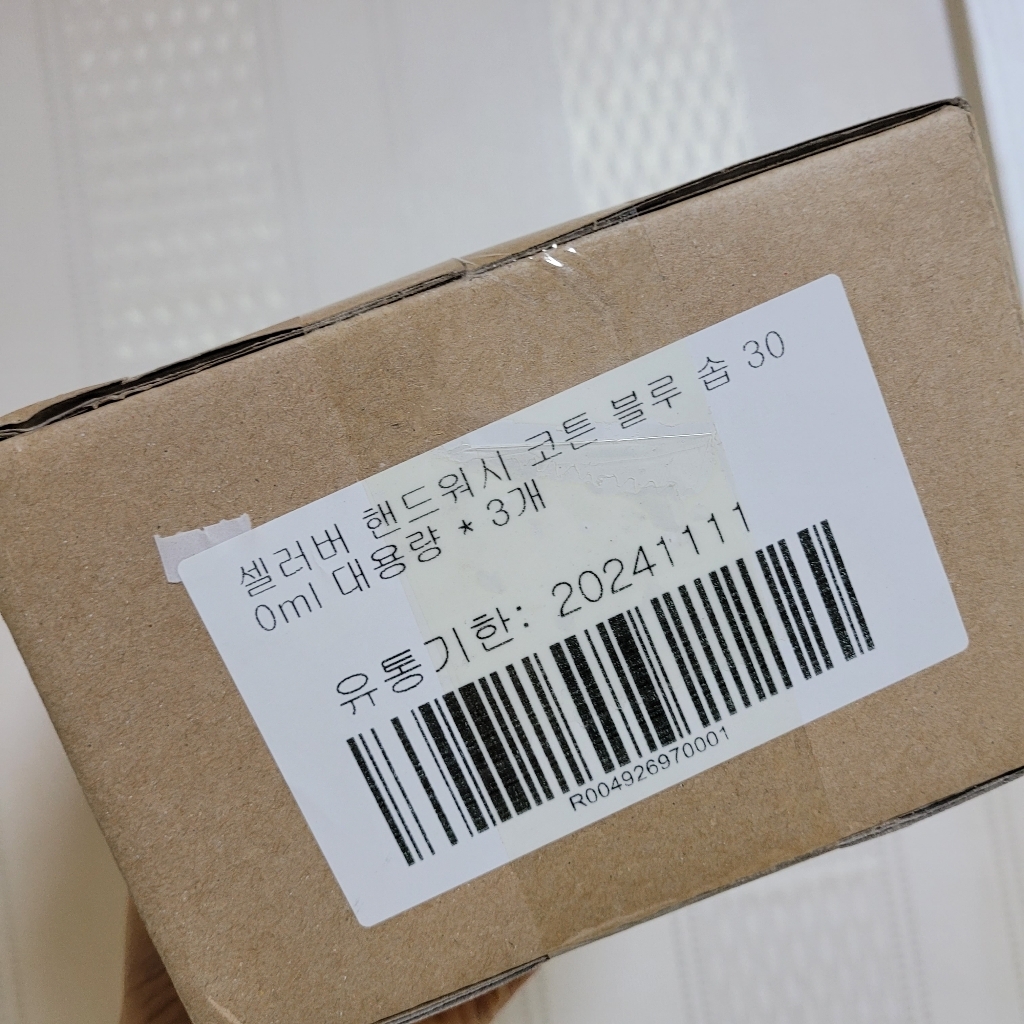 셀러버 핸드워시 코튼 블루 솝 30
0ml 대용량 * 3개
유통기한: 20241111
R004926970001